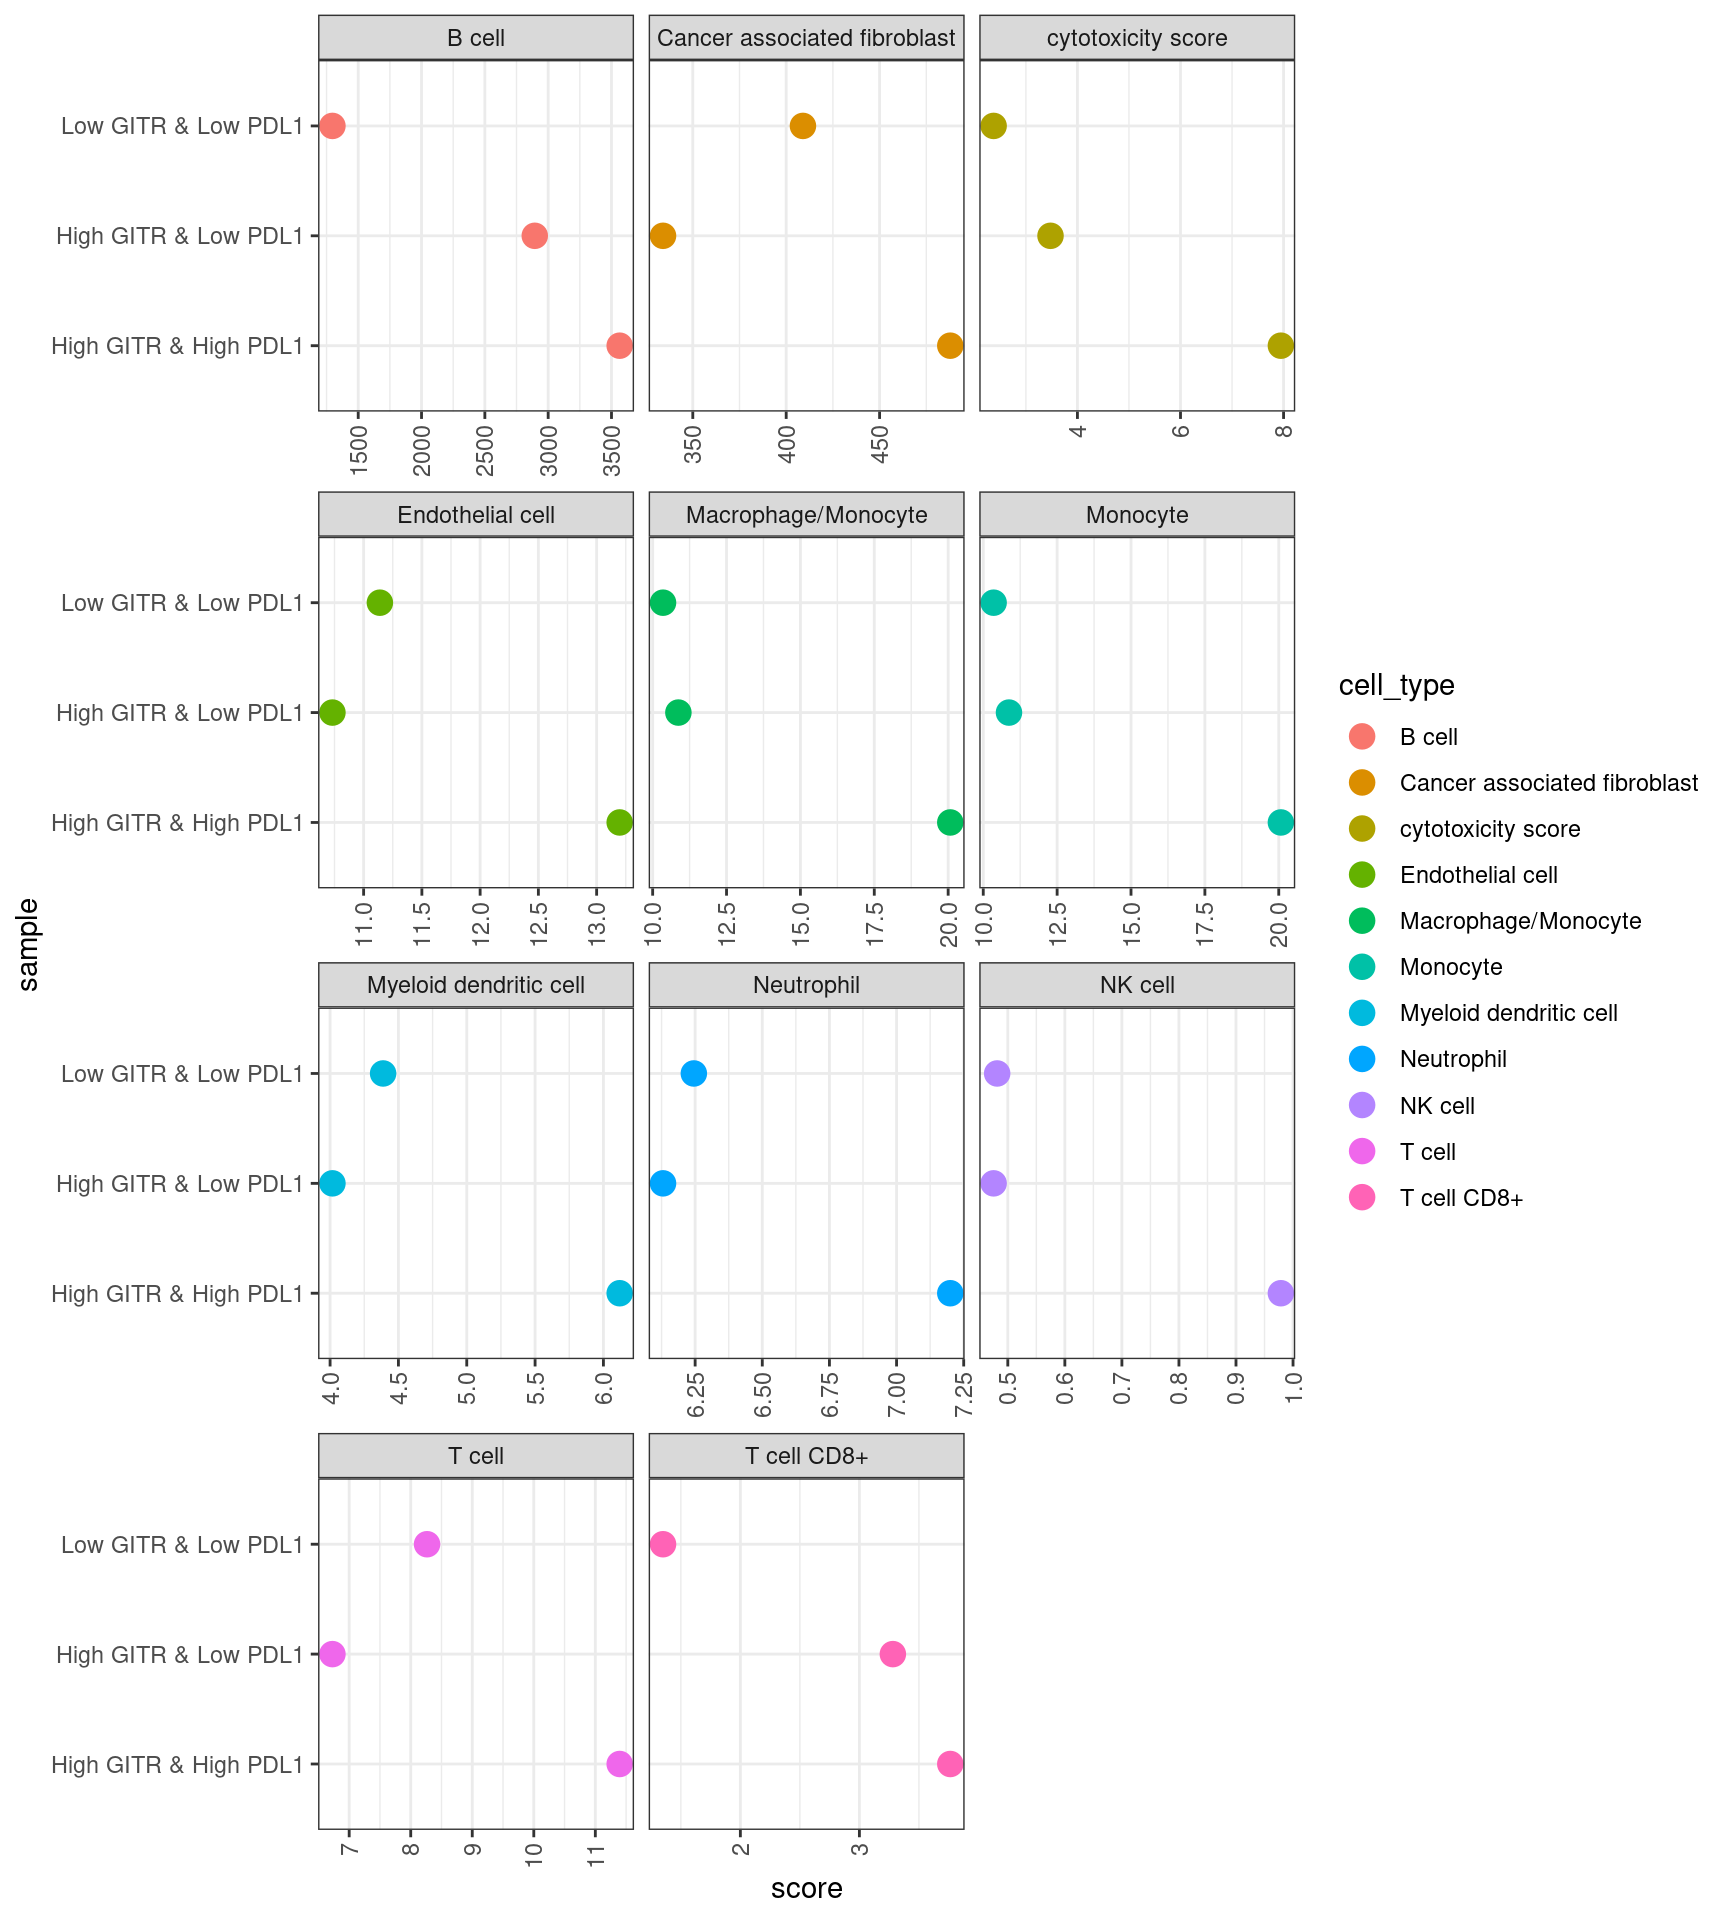 B cell
Cancer associated fibroblast
cytotoxicity score
Low GITR & Low PDL1
High GITR & Low PDL1
High GITR & High PDL1
1500 2000 2500 3000 3500
350 400 450
4 6 8
Endothelial cell
Macrophage/Monocyte
Monocyte
Low GITR & Low PDL1
High GITR & Low PDL1
High GITR & High PDL1
11.0 11.5 12.0 12.5 13.0
10.0 12.5 15.0 17.5 20.0
10.0 12.5 15.0 17.5 20.0
Myeloid dendritic cell
Neutrophil
NK cell
Low GITR & Low PDL1
High GITR & Low PDL1
High GITR & High PDL1
4.0 4.5 5.0 5.5 6.0
6.25 6.50 6.75 7.00 7.25
0.5 0.6 0.7 0.8 0.9 1.0
T cell
T cell CD8+
Low GITR & Low PDL1
High GITR & Low PDL1
High GITR & High PDL1
7 8 9 10 11
2 3
sample
score
cell_type
B cell
Cancer associated fibroblast
cytotoxicity score
Endothelial cell
Macrophage/Monocyte
Monocyte
Myeloid dendritic cell
Neutrophil
NK cell
T cell
T cell CD8+